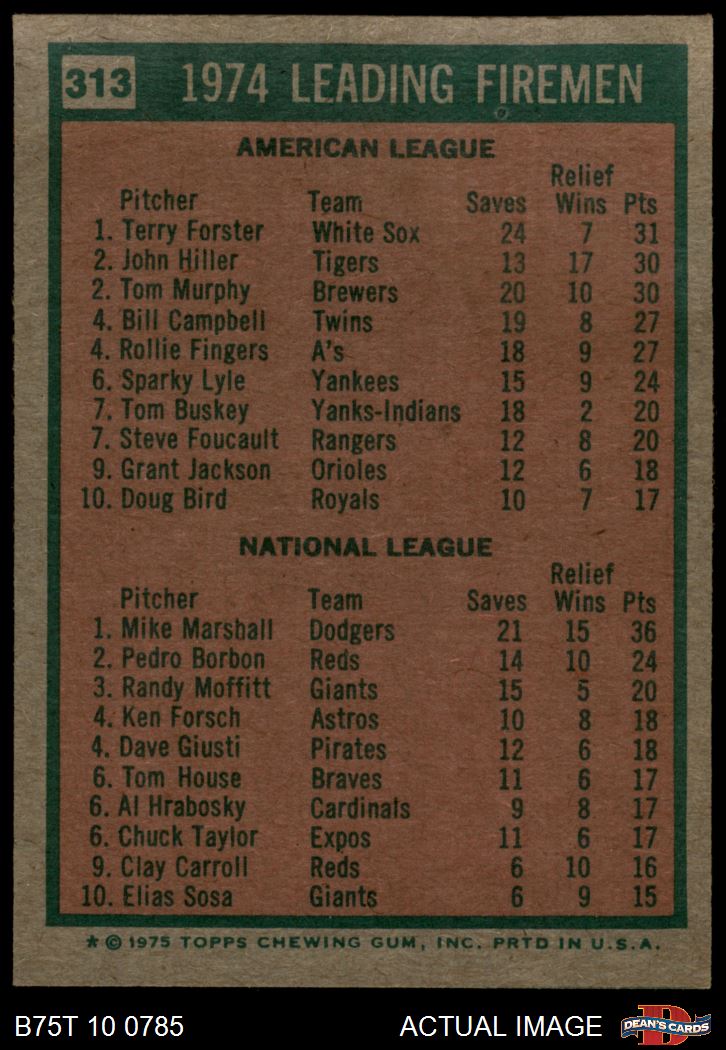 313 1974 LEADING FIREMEN
AMERICAN LEAGUE
Relief
Pitcher Team Saves Wins Pts
1. Terry Forster White Sox 24 7 31
2. John Hiller Tigers 13 17 30
2. Tom Murphy Brewers 20 10 30
4. Bill Campbell Twins 19 8 27
4. Rollie Fingers A's 18 9 27
6. Sparky Lyle Yankees 15 9 24
7. Tom Buskey Yanks-Indians 18 2 20
7. Steve Foucault Rangers 12 8 20
9. Grant Jackson Orioles 12 6 18
10. Doug Bird Royals 10 7 17
NATIONAL LEAGUE
Relief
Pitcher Team Saves Wins Pts
1. Mike Marshall Dodgers 21 15 36
2. Pedro Borbon Reds 14 10 24
3. Randy Moffitt Giants 15 5 20
4. Ken Forsch Astros 10 8 18
4. Dave Giusti Pirates 12 6 18
6. Tom House Braves 11 6 17
6. Al Hrabosky Cardinals 9 8 17
6. Chuck Taylor Expos 11 6 17
9. Clay Carroll Reds 6 10 16
10. Elias Sosa Giants 6 9 15
* © 1975 TOPPS CHEWING GUM, INC. PRTD IN U.S.A.
B75T 10 0785 ACTUAL IMAGE D DEAN'S CARDS